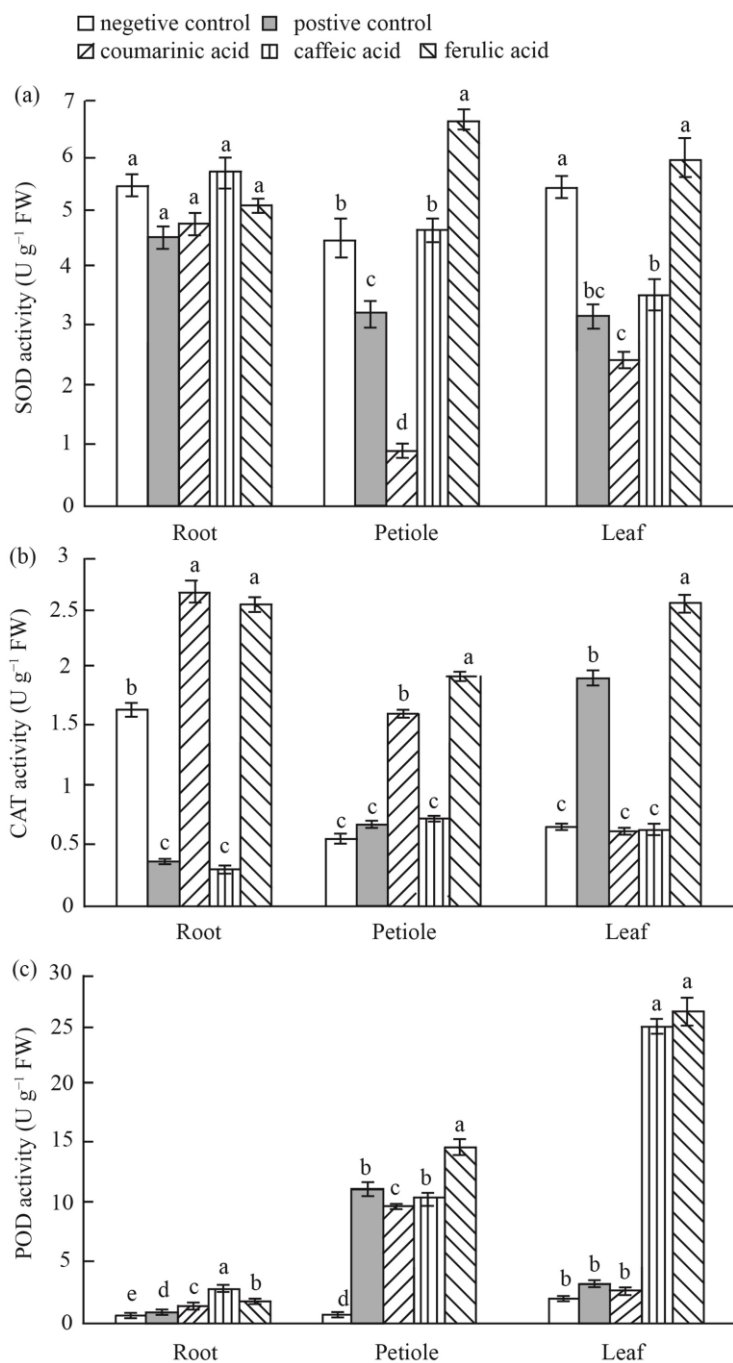 negetive control postive control
coumarinic acid caffeic acid ferulic acid
(a)
SOD activity (U g⁻¹ FW)
7
6
5
4
3
2
1
0
a a a a a
b c d b a
a bc c b a
Root Petiole Leaf
(b)
CAT activity (U g⁻¹ FW)
3
2.5
2
1.5
1
0.5
0
b c a c a
c c b c a
c b c c a
Root Petiole Leaf
(c)
POD activity (U g⁻¹ FW)
30
25
15
10
5
0
e d c a b
d b c b a
b b b a a
Root Petiole Leaf